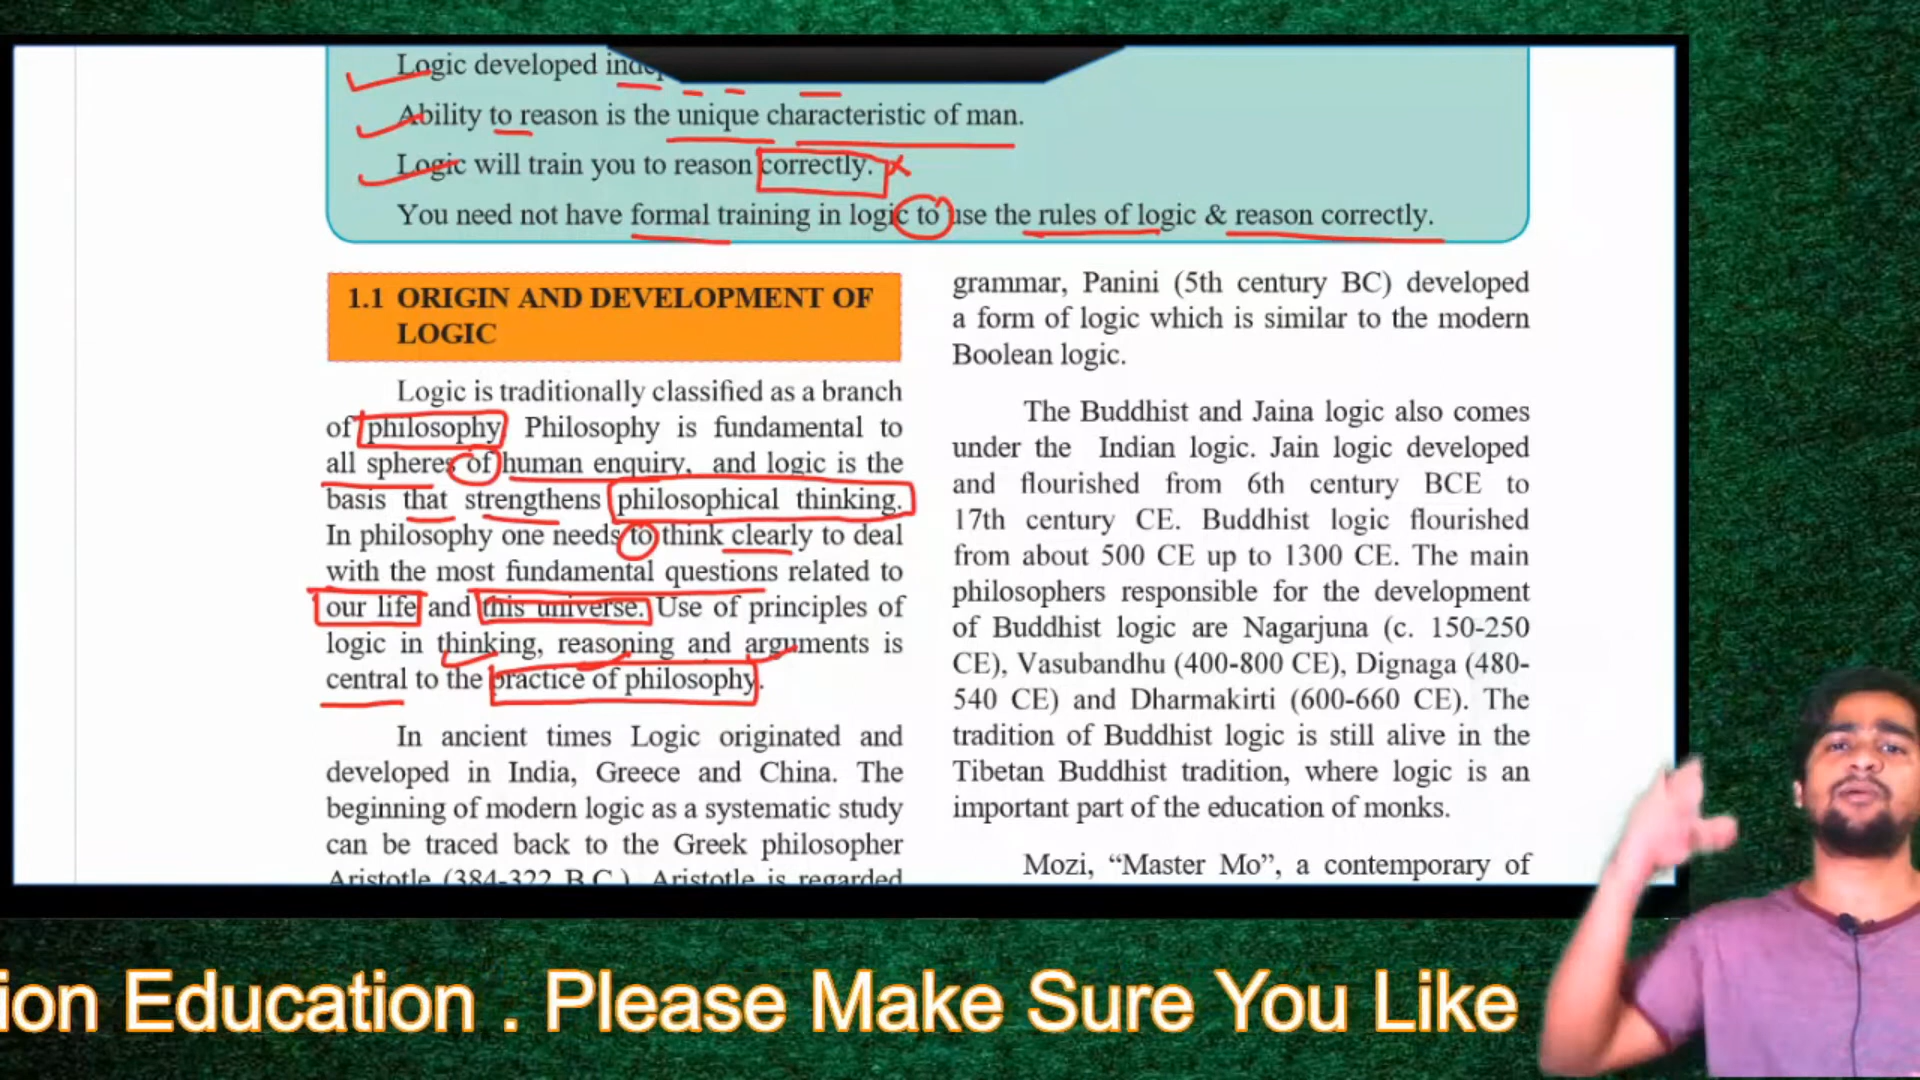 Logic developed
Ability to reason is the unique characteristic of man.
Logic will train you to reason correctly.
You need not have formal training in logic to use the rules of logic & reason correctly.
1.1 ORIGIN AND DEVELOPMENT OF
LOGIC
Logic is traditionally classified as a branch
of philosophy Philosophy is fundamental to
all spheres of human enquiry, and logic is the
basis that strengthens philosophical thinking.
In philosophy one needs to think clearly to deal
with the most fundamental questions related to
our life and this universe. Use of principles of
logic in thinking, reasoning and arguments is
central to the practice of philosophy.
In ancient times Logic originated and
developed in India, Greece and China. The
beginning of modern logic as a systematic study
can be traced back to the Greek philosopher
Aristotle (384-322 B.C.). Aristotle is regarded
grammar, Panini (5th century BC) developed
a form of logic which is similar to the modern
Boolean logic.
The Buddhist and Jaina logic also comes
under the Indian logic. Jain logic developed
and flourished from 6th century BCE to
17th century CE. Buddhist logic flourished
from about 500 CE up to 1300 CE. The main
philosophers responsible for the development
of Buddhist logic are Nagarjuna (c. 150-250
CE), Vasubandhu (400-800 CE), Dignaga (480-
540 CE) and Dharmakirti (600-660 CE). The
tradition of Buddhist logic is still alive in the
Tibetan Buddhist tradition, where logic is an
important part of the education of monks.
Mozi, “Master Mo”, a contemporary of
ion Education . Please Make Sure You Like